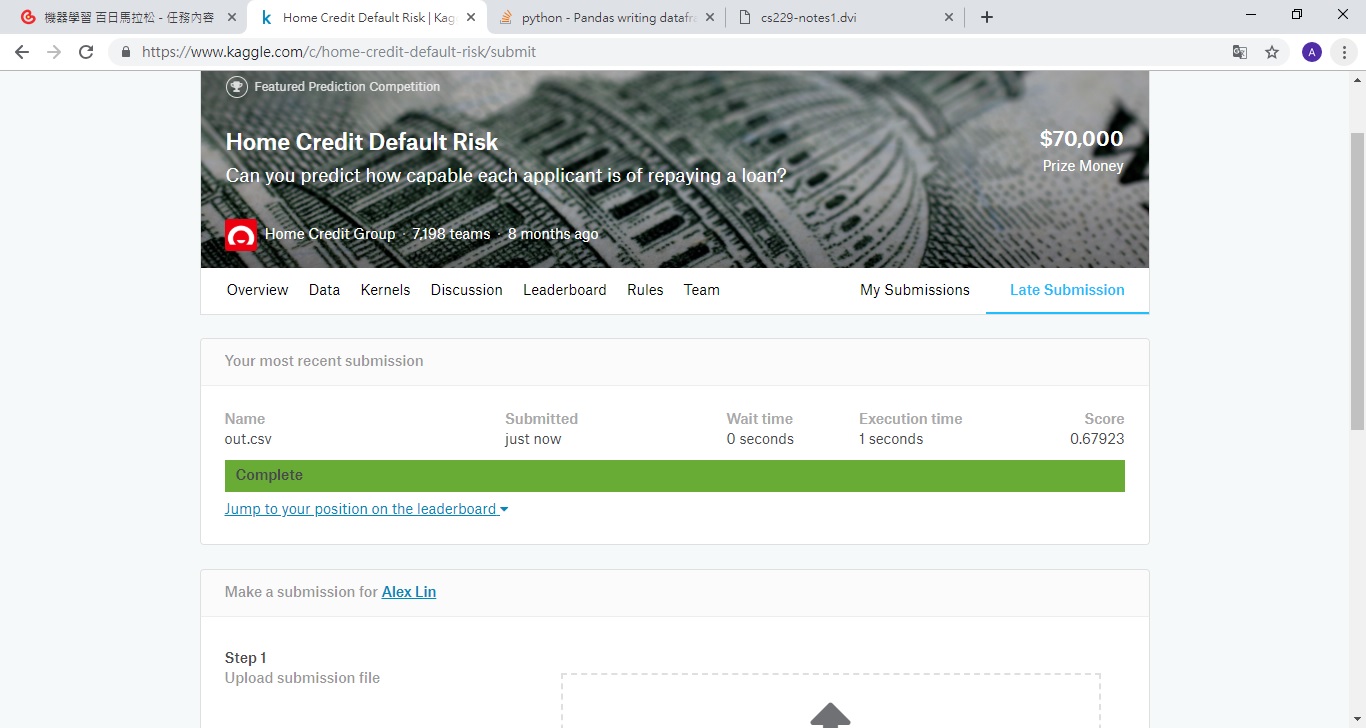 機器學習 百日馬拉松 - 任務內容
Home Credit Default Risk | Kag
python - Pandas writing datafra
cs229-notes1.dvi
https://www.kaggle.com/c/home-credit-default-risk/submit
A
Featured Prediction Competition
Home Credit Default Risk
$70,000
Can you predict how capable each applicant is of repaying a loan?
Prize Money
Home Credit Group · 7,198 teams · 8 months ago
Overview Data Kernels Discussion Leaderboard Rules Team My Submissions Late Submission
Your most recent submission
Name Submitted Wait time Execution time Score
out.csv just now 0 seconds 1 seconds 0.67923
Complete
Jump to your position on the leaderboard
Make a submission for Alex Lin
Step 1
Upload submission file